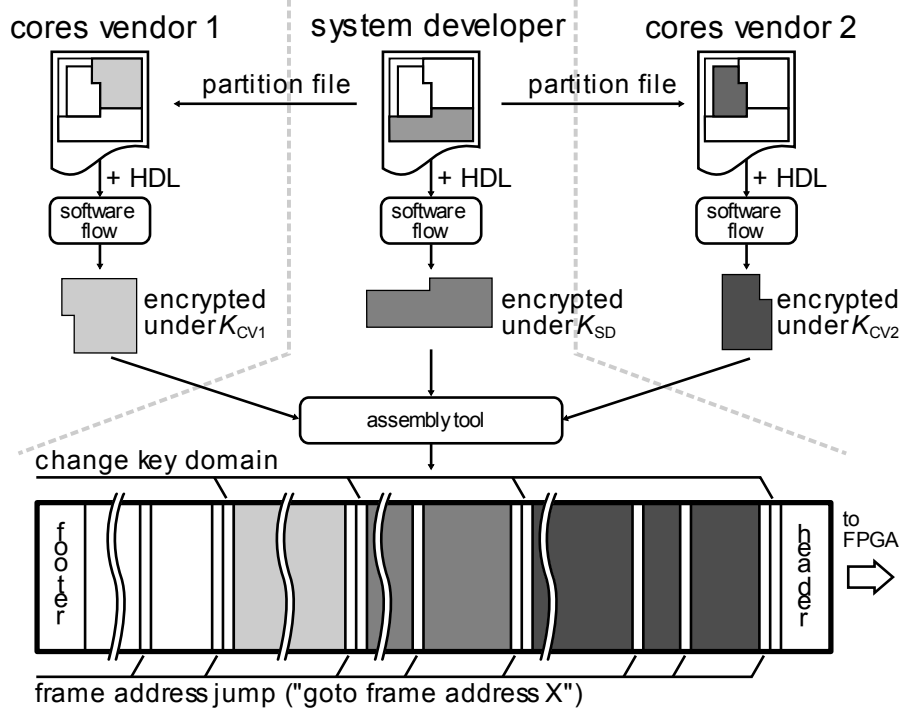 cores vendor 1
system developer
cores vendor 2
partition file
partition file
+ HDL
+ HDL
+ HDL
software
flow
software
flow
software
flow
encrypted
under KCV1
encrypted
under KSD
encrypted
under KCV2
assembly tool
change key domain
footer
header
to
FPGA
frame address jump ("goto frame address X")